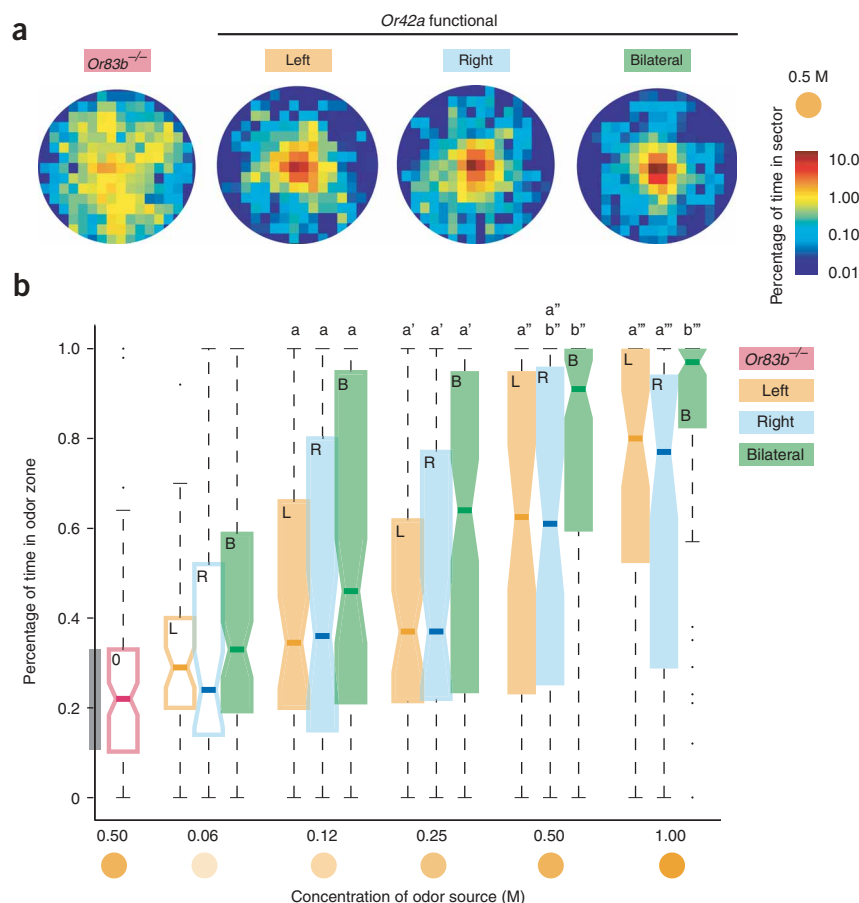 a
Or42a functional
Or83b−/−
Left
Right
Bilateral
0.5 M
Percentage of time in sector
10.0
1.00
0.10
0.01
b
a a a a’ a’ a’ a” a” b” b” a”’ a”’ b”’
Percentage of time in odor zone
1.0
0.8
0.6
0.4
0.2
0
0
L
R
B
L
R
B
L
R
B
L
R
B
L
R
B
Or83b−/−
Left
Right
Bilateral
0.50 0.06 0.12 0.25 0.50 1.00
Concentration of odor source (M)